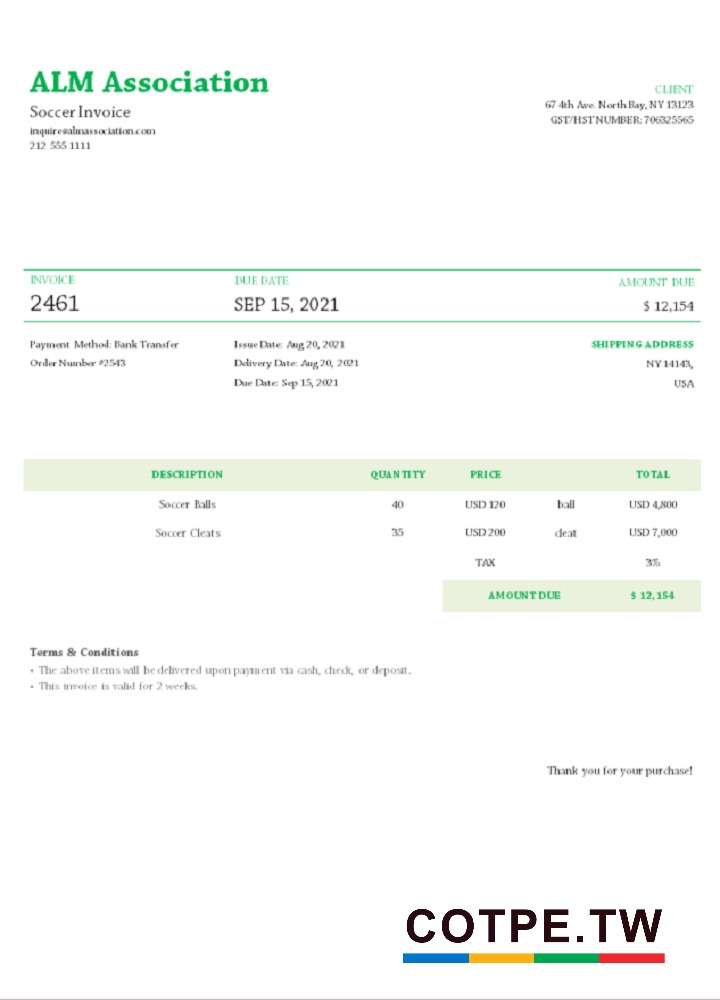 ALM Association
Soccer Invoice
inquire@almassociation.com
212 555 1111
CLIENT
67 4th Ave. North Bay, NY 13123
GST/HST NUMBER: 706325565
INVOICE
2461
DUE DATE
SEP 15, 2021
AMOUNT DUE
$ 12,154
Payment Method: Bank Transfer
Order Number #2543
Issue Date: Aug 20, 2021
Delivery Date: Aug 20, 2021
Due Date: Sep 15, 2021
SHIPPING ADDRESS
NY 14143,
USA
DESCRIPTION QUANTITY PRICE TOTAL
Soccer Balls 40 USD 120 ball USD 4,800
Soccer Cleats 35 USD 200 cleat USD 7,000
TAX 3%
AMOUNT DUE $ 12,154
Terms & Conditions
• The above items will be delivered upon payment via cash, check, or deposit.
• This invoice is valid for 2 weeks.
Thank you for your purchase!
COTPE.TW